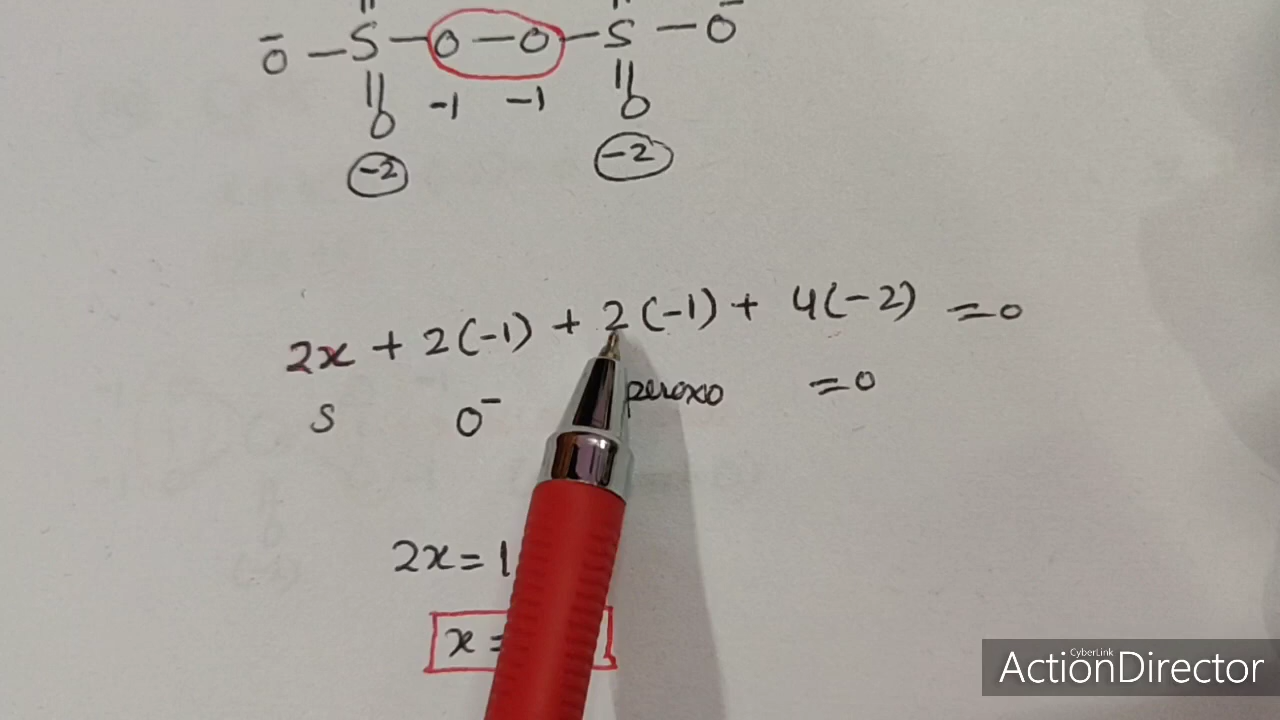 O̅ — S — O — O — S — O̅
|| ||
O -1 -1 O
-2 -2
2x + 2(-1) + 2(-1) + 4(-2) = 0
S O⁻ peroxo = 0
2x = 1
x =
CyberLink
ActionDirector